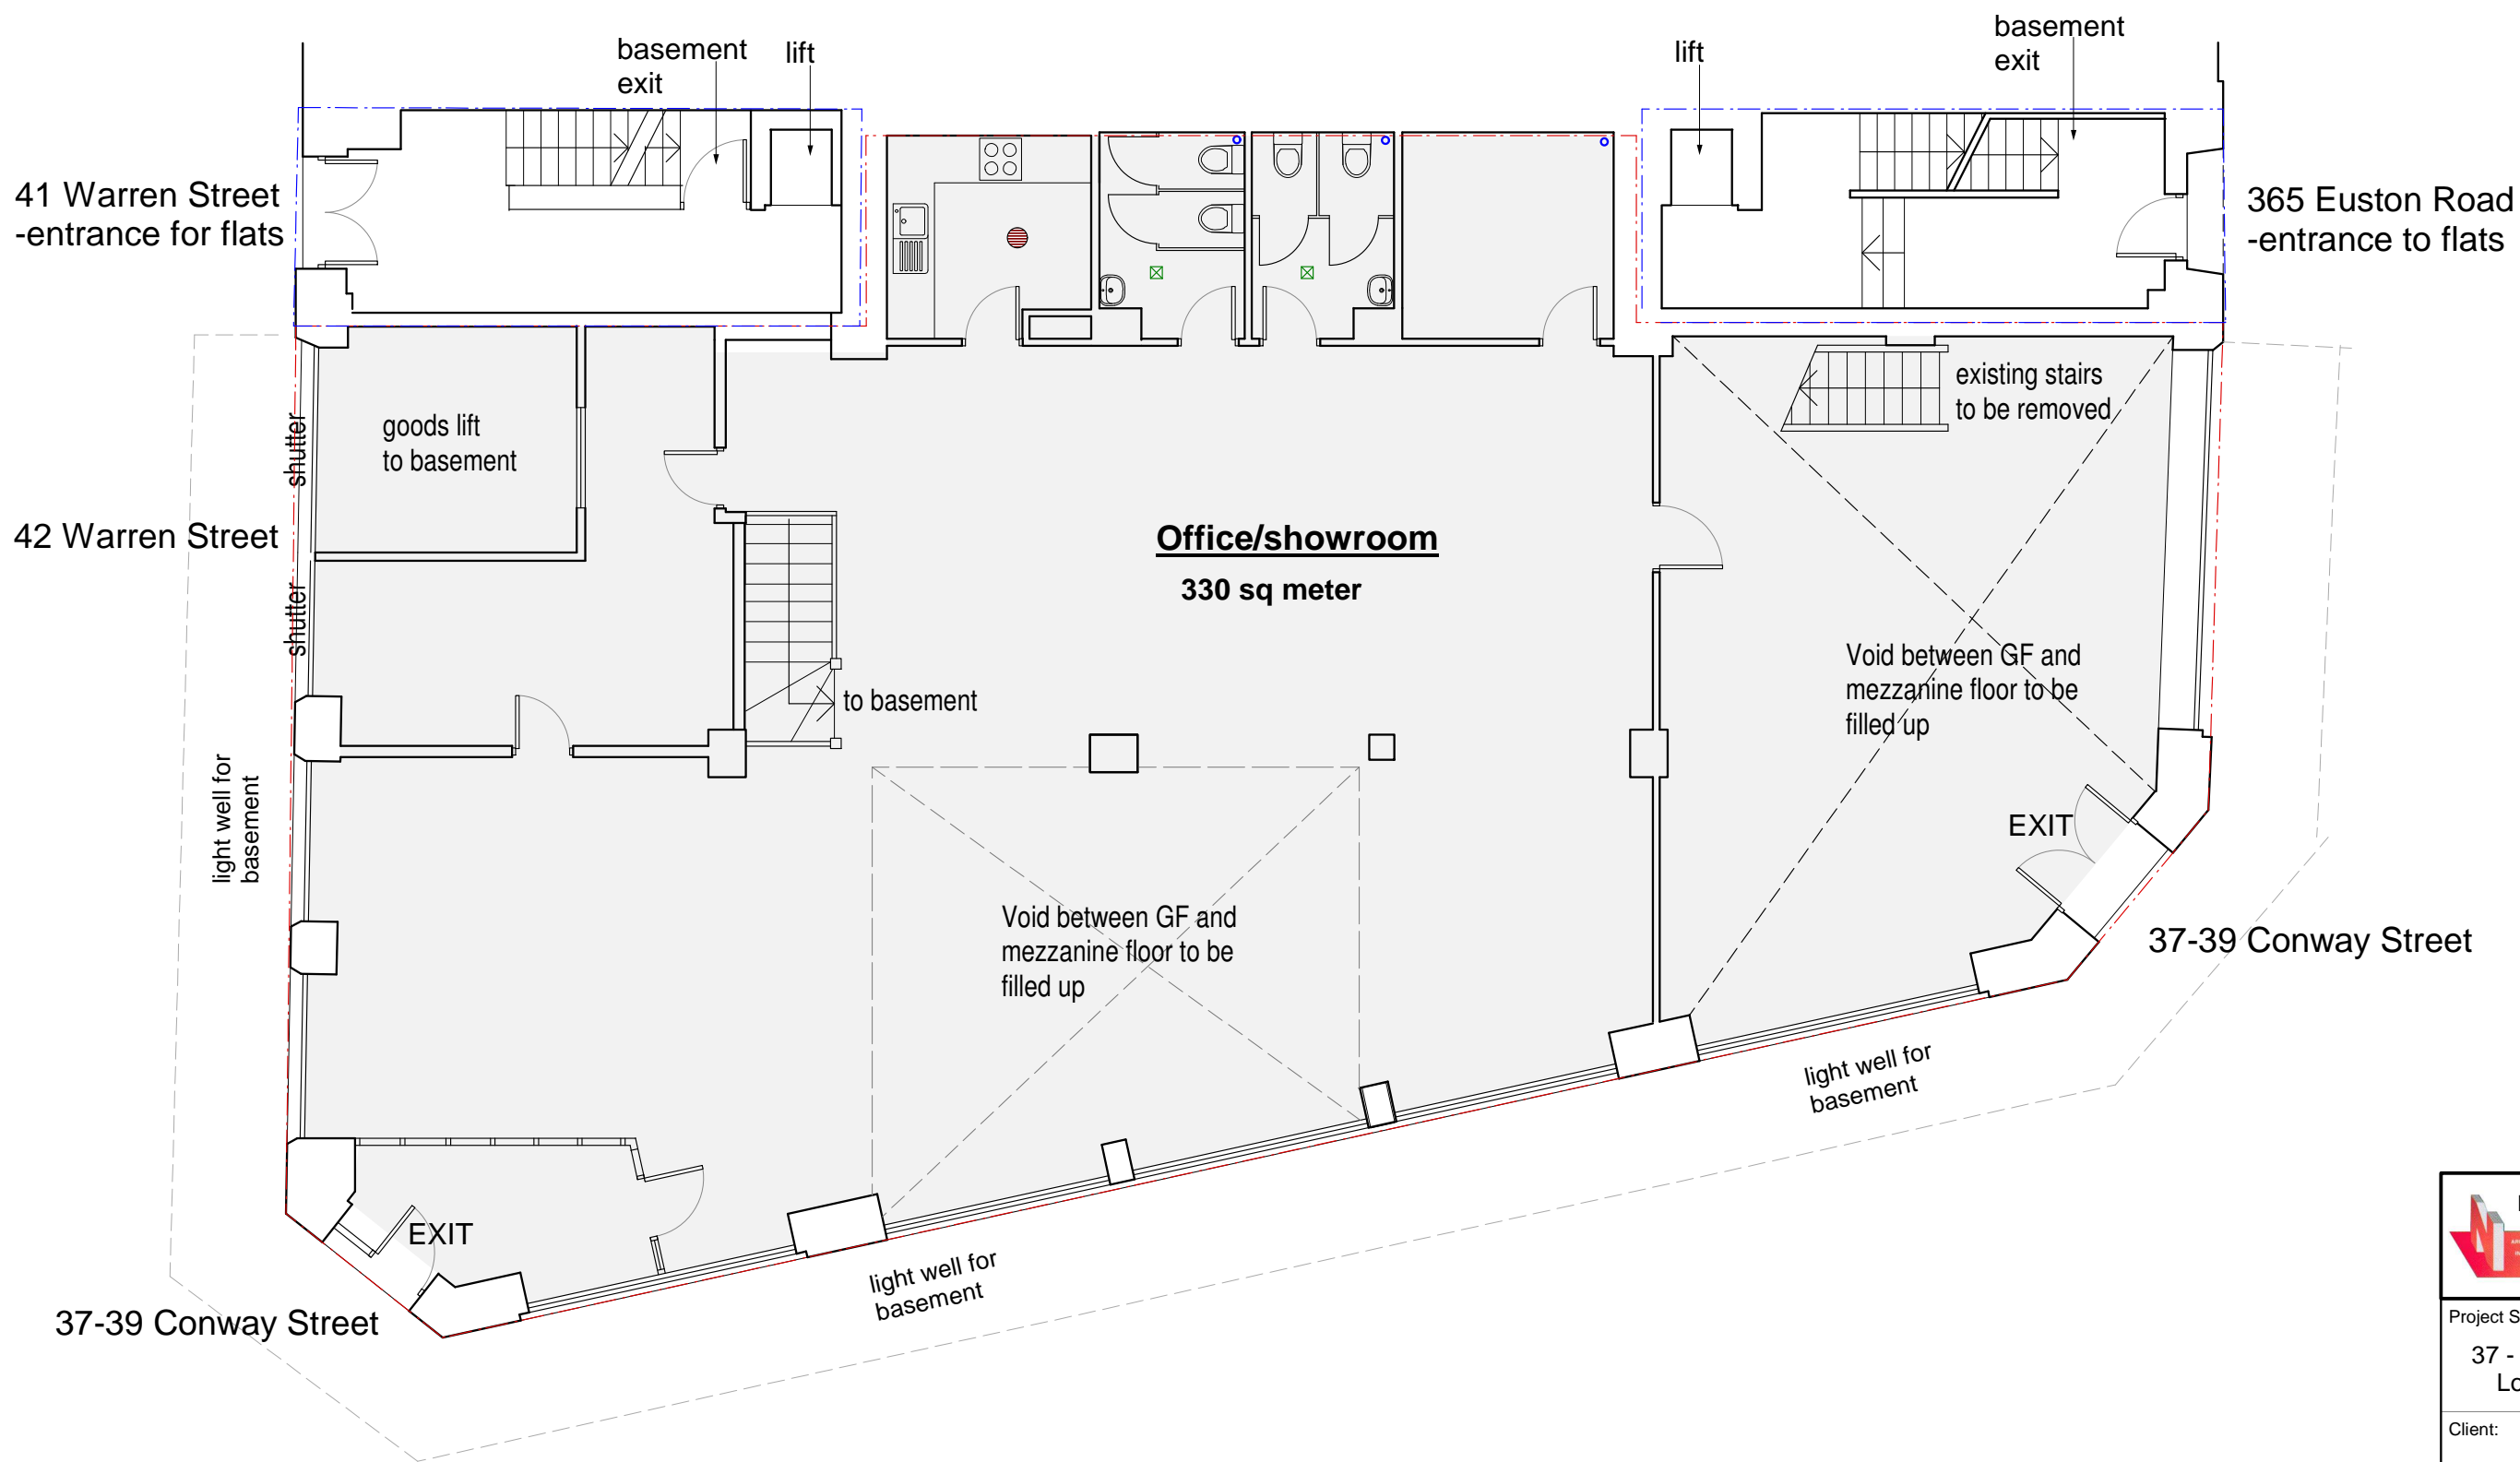 basement
exit
lift
lift
basement
exit
41 Warren Street
-entrance for flats
365 Euston Road
-entrance to flats
existing stairs
to be removed
shutter
goods lift
to basement
42 Warren Street
Office/showroom
330 sq meter
shutter
to basement
Void between GF and
mezzanine floor to be
filled up
light well for
basement
EXIT
Void between GF and
mezzanine floor to be
filled up
37-39 Conway Street
light well for
basement
EXIT
light well for
basement
37-39 Conway Street
Project S
37 -
Lo
Client: